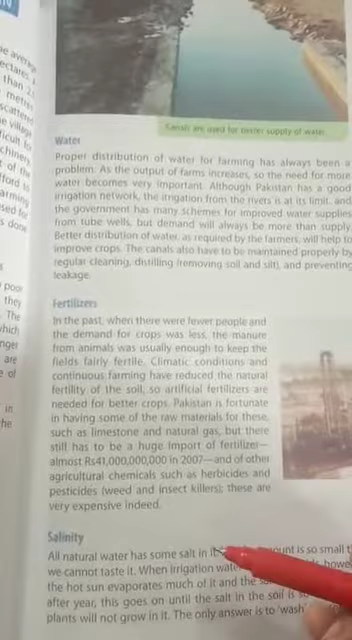 Canals are used for better supply of water.
Water
Proper distribution of water for farming has always been a
problem. As the output of farms increases, so the need for more
water becomes very important. Although Pakistan has a good
irrigation network, the irrigation from the rivers is at its limit, and
the government has many schemes for improved water supplies
from tube wells, but demand will always be more than supply.
Better distribution of water, as required by the farmers, will help to
improve crops. The canals also have to be maintained properly by
regular cleaning, distilling (removing soil and silt), and preventing
leakage.
Fertilizers
In the past, when there were fewer people and
the demand for crops was less, the manure
from animals was usually enough to keep the
fields fairly fertile. Climatic conditions and
continuous farming have reduced the natural
fertility of the soil, so artificial fertilizers are
needed for better crops. Pakistan is fortunate
in having some of the raw materials for these,
such as limestone and natural gas, but there
still has to be a huge import of fertilizer—
almost Rs41,000,000,000 in 2007—and of other
agricultural chemicals such as herbicides and
pesticides (weed and insect killers); these are
very expensive indeed.
Salinity
All natural water has some salt in it is so small
we cannot taste it. When irrigation
the hot sun evaporates much of it and the
after year, this goes on until the salt in the soil is
plants will not grow in it. The only answer is to 'wash'